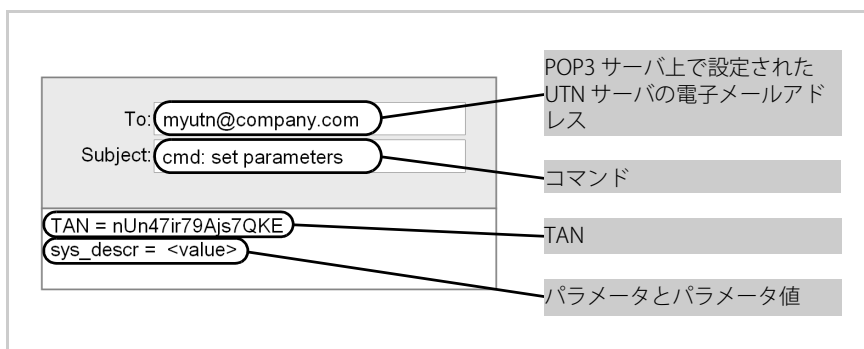 To: myutn@company.com
Subject: cmd: set parameters
TAN = nUn47ir79Ajs7QKE
sys_descr = <value>
POP3 サーバ上で設定された
UTN サーバの電子メールアド
レス
コマンド
TAN
パラメータとパラメータ値